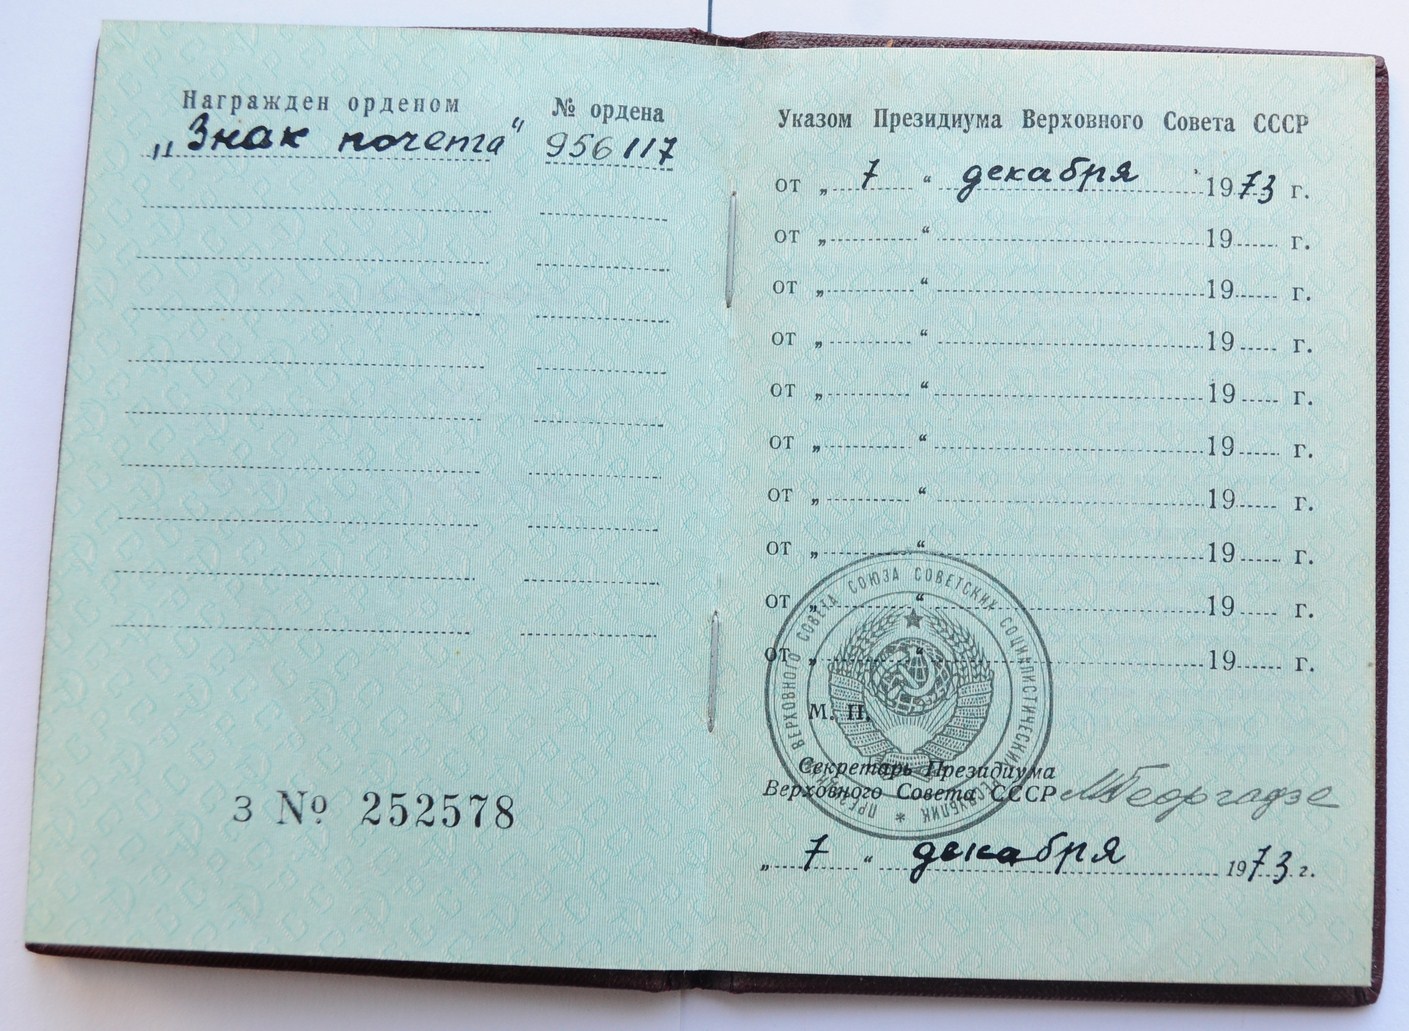 Награжден орденом № ордена
„Знак почета“ 956117
З № 252578
Указом Президиума Верховного Совета СССР
от „ 7 “ декабря 1973 г.
от „ “ 19 г.
от „ “ 19 г.
от „ “ 19 г.
от „ “ 19 г.
от „ “ 19 г.
от „ “ 19 г.
от „ “ 19 г.
от „ “ 19 г.
от „ “ 19 г.
ПРЕЗИДИУМ ВЕРХОВНОГО СОВЕТА СОЮЗА СОВЕТСКИХ СОЦИАЛИСТИЧЕСКИХ РЕСПУБЛИК *
М. П.
Секретарь Президиума
Верховного Совета СССР МГеоргадзе
„ 7 “ декабря 1973 г.